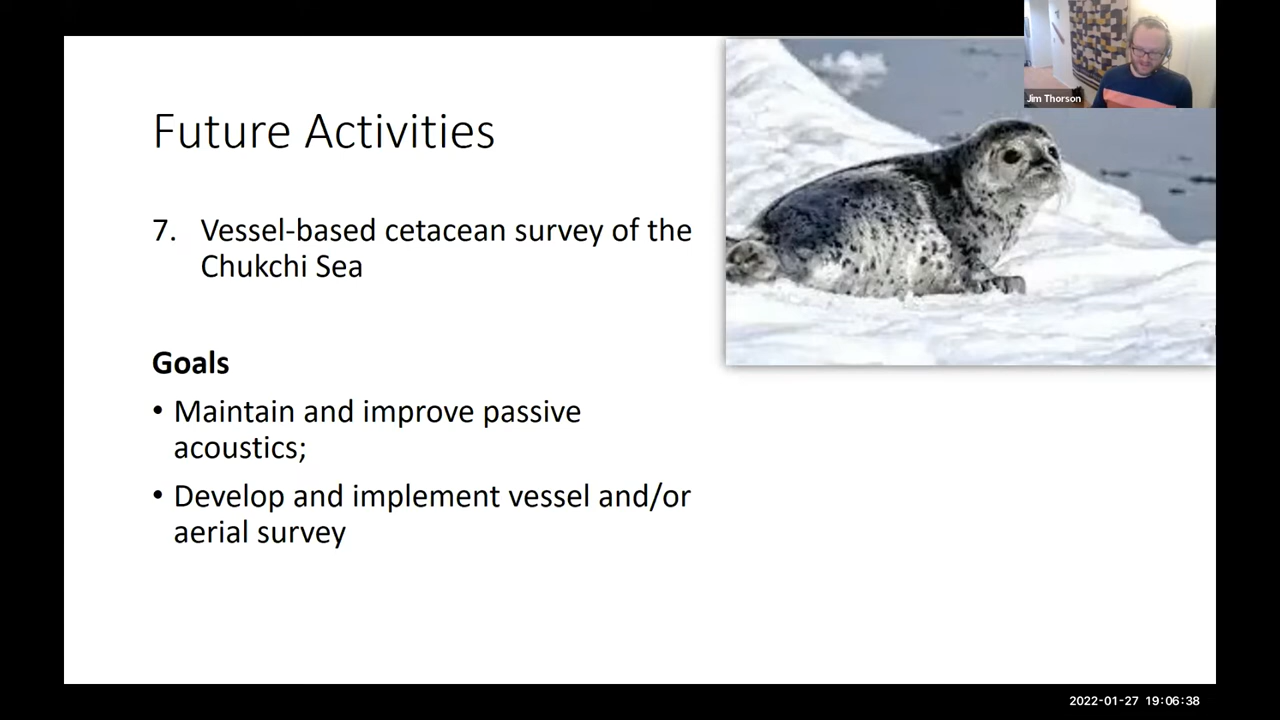 Jim Thorson
Future Activities
7. Vessel-based cetacean survey of the
Chukchi Sea
Goals
• Maintain and improve passive
acoustics;
• Develop and implement vessel and/or
aerial survey
2022-01-27 19:06:38